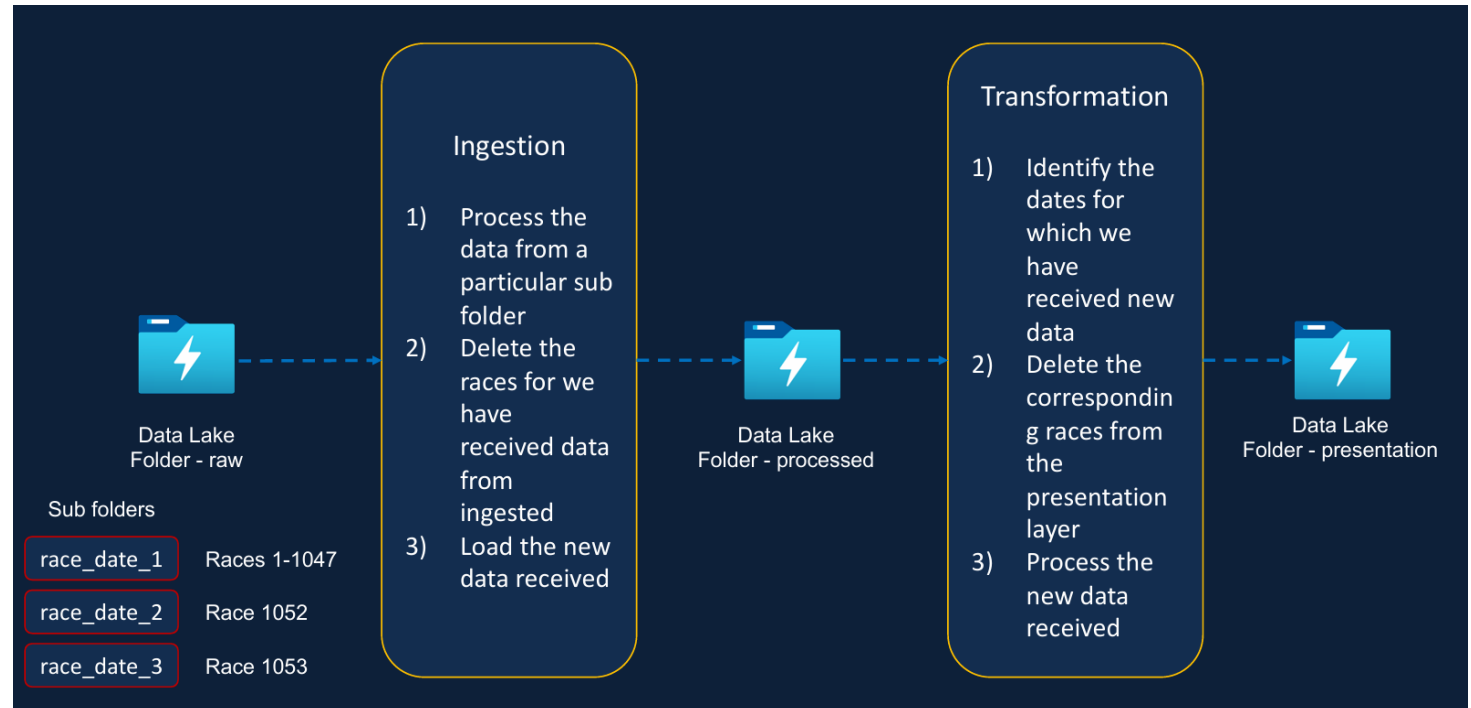 Ingestion
1) Process the
data from a
particular sub
folder
2) Delete the
races for we
have
received data
from
ingested
3) Load the new
data received
Transformation
1) Identify the
dates for
which we
have
received new
data
2) Delete the
correspondin
g races from
the
presentation
layer
3) Process the
new data
received
Data Lake
Folder - raw
Data Lake
Folder - processed
Data Lake
Folder - presentation
Sub folders
race_date_1 Races 1-1047
race_date_2 Race 1052
race_date_3 Race 1053